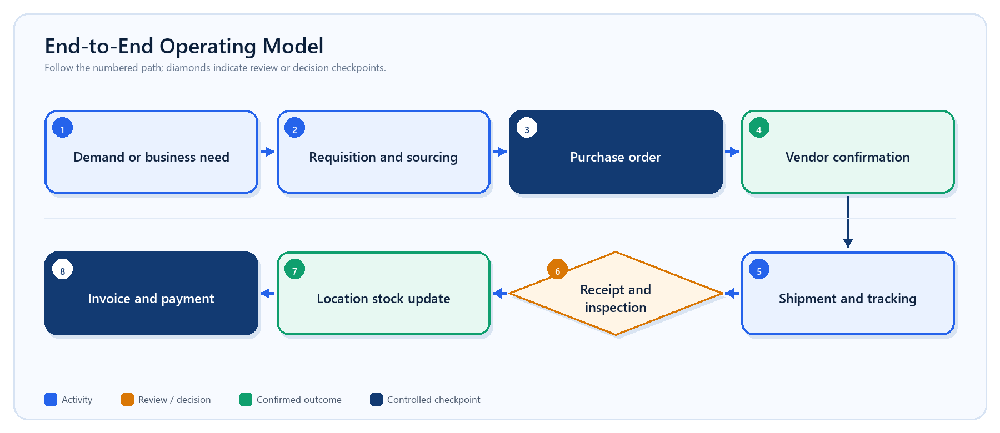 End-to-End Operating Model
Follow the numbered path; diamonds indicate review or decision checkpoints.
1
Demand or business need
2
Requisition and sourcing
3
Purchase order
4
Vendor confirmation
5
Shipment and tracking
6
Receipt and
inspection
7
Location stock update
8
Invoice and payment
Activity
Review / decision
Confirmed outcome
Controlled checkpoint